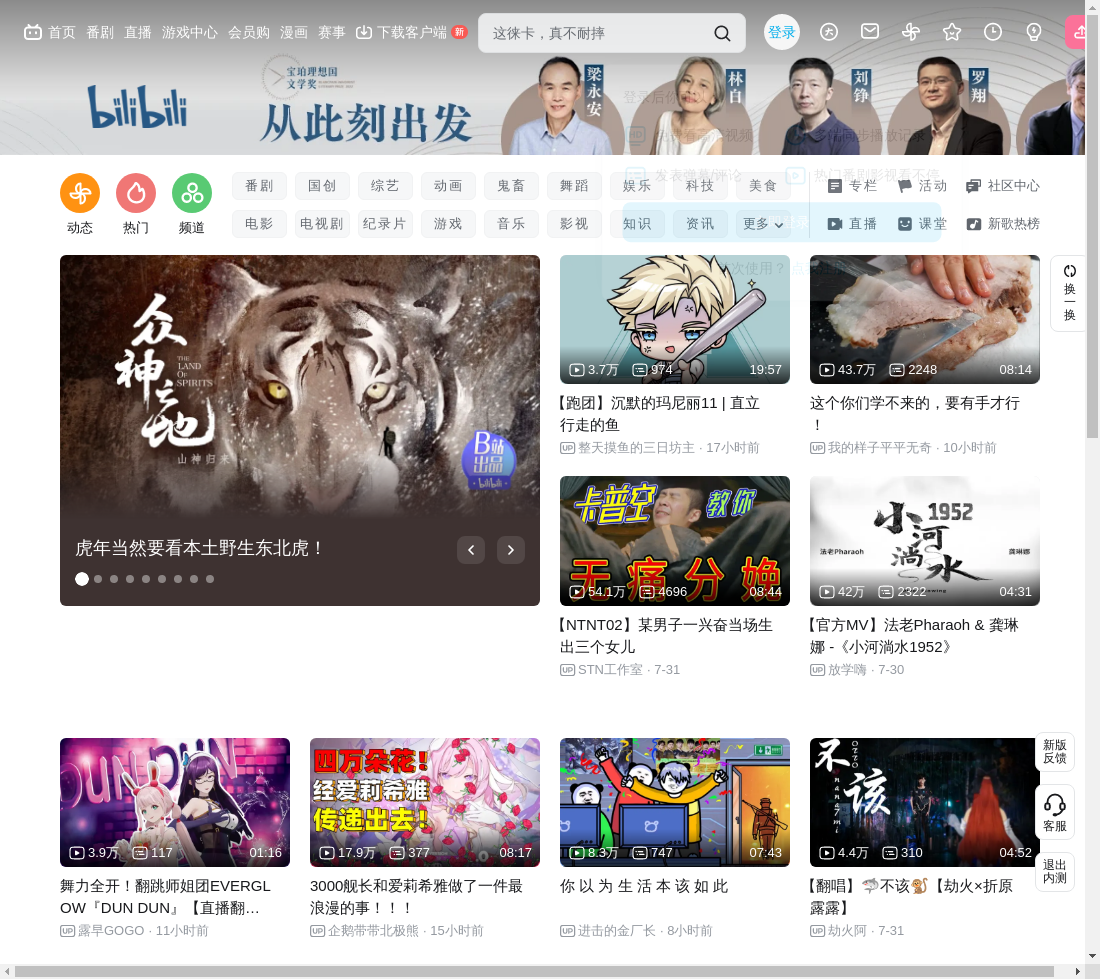 首页 番剧 直播 游戏中心 会员购 漫画 赛事 下载客户端 新
这徕卡，真不耐摔
登录
bilibili
宝珀理想国
文学奖
从此刻出发
梁永安
林白
刘铮
罗翔
动态 热门 频道
番剧 国创 综艺 动画 鬼畜 舞蹈 娱乐 科技 美食
专栏 活动 社区中心
电影 电视剧 纪录片 游戏 音乐 影视 知识 资讯 更多
直播 课堂 新歌热榜
众神之地
THE
LAND
OF
SPIRITS
山神归来
B站
出品
bilibili
虎年当然要看本土野生东北虎！
3.7万 974 19:57
【跑团】沉默的玛尼丽11 | 直立
行走的鱼
UP 整天摸鱼的三日坊主 · 17小时前
43.7万 2248 08:14
这个你们学不来的，要有手才行
！
UP 我的样子平平无奇 · 10小时前
换一换
卡普空 教你
无痛分娩
54.1万 4696 08:44
【NTNT02】某男子一兴奋当场生
出三个女儿
UP STN工作室 · 7-31
小河淌水
1952
法老Pharaoh
龚琳娜
42万 2322 04:31
【官方MV】法老Pharaoh & 龚琳
娜 -《小河淌水1952》
UP 放学嗨 · 7-30
DUN DUN
3.9万 117 01:16
舞力全开！翻跳师姐团EVERGL
OW『DUN DUN』【直播翻…
UP 露早GOGO · 11小时前
四万朵花！
经爱莉希雅
传递出去！
17.9万 377 08:17
3000舰长和爱莉希雅做了一件最
浪漫的事！！！
UP 企鹅带带北极熊 · 15小时前
8.3万 747 07:43
你 以 为 生 活 本 该 如 此
UP 进击的金厂长 · 8小时前
不该
4.4万 310 04:52
【翻唱】🦈不该🐒【劫火×折原
露露】
UP 劫火阿 · 7-31
新版
反馈
客服
退出
内测